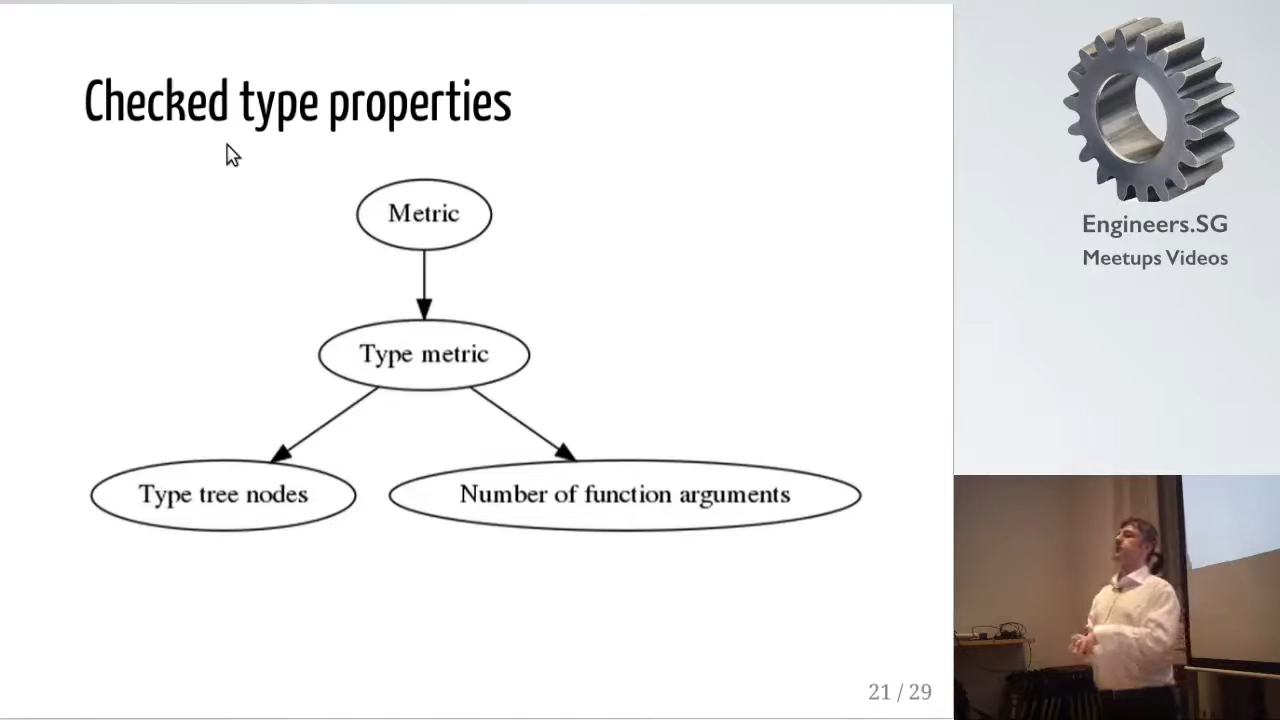 Checked type properties
Metric
Type metric
Type tree nodes
Number of function arguments
21 / 29
Engineers.SG
Meetups Videos